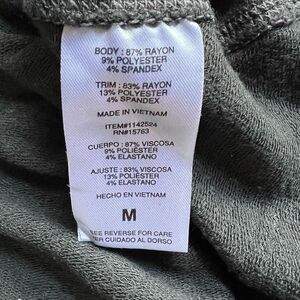 BODY : 87% RAYON
9% POLYESTER
4% SPANDEX
TRIM : 83% RAYON
13% POLYESTER
4% SPANDEX
MADE IN VIETNAM
ITEM#1142524
RN#15763
CUERPO : 87% VISCOSA
9% POLIÉSTER
4% ELASTANO
AJUSTE : 83% VISCOSA
13% POLIÉSTER
4% ELASTANO
HECHO EN VIETNAM
M
SEE REVERSE FOR CARE
VER CUIDADO AL DORSO